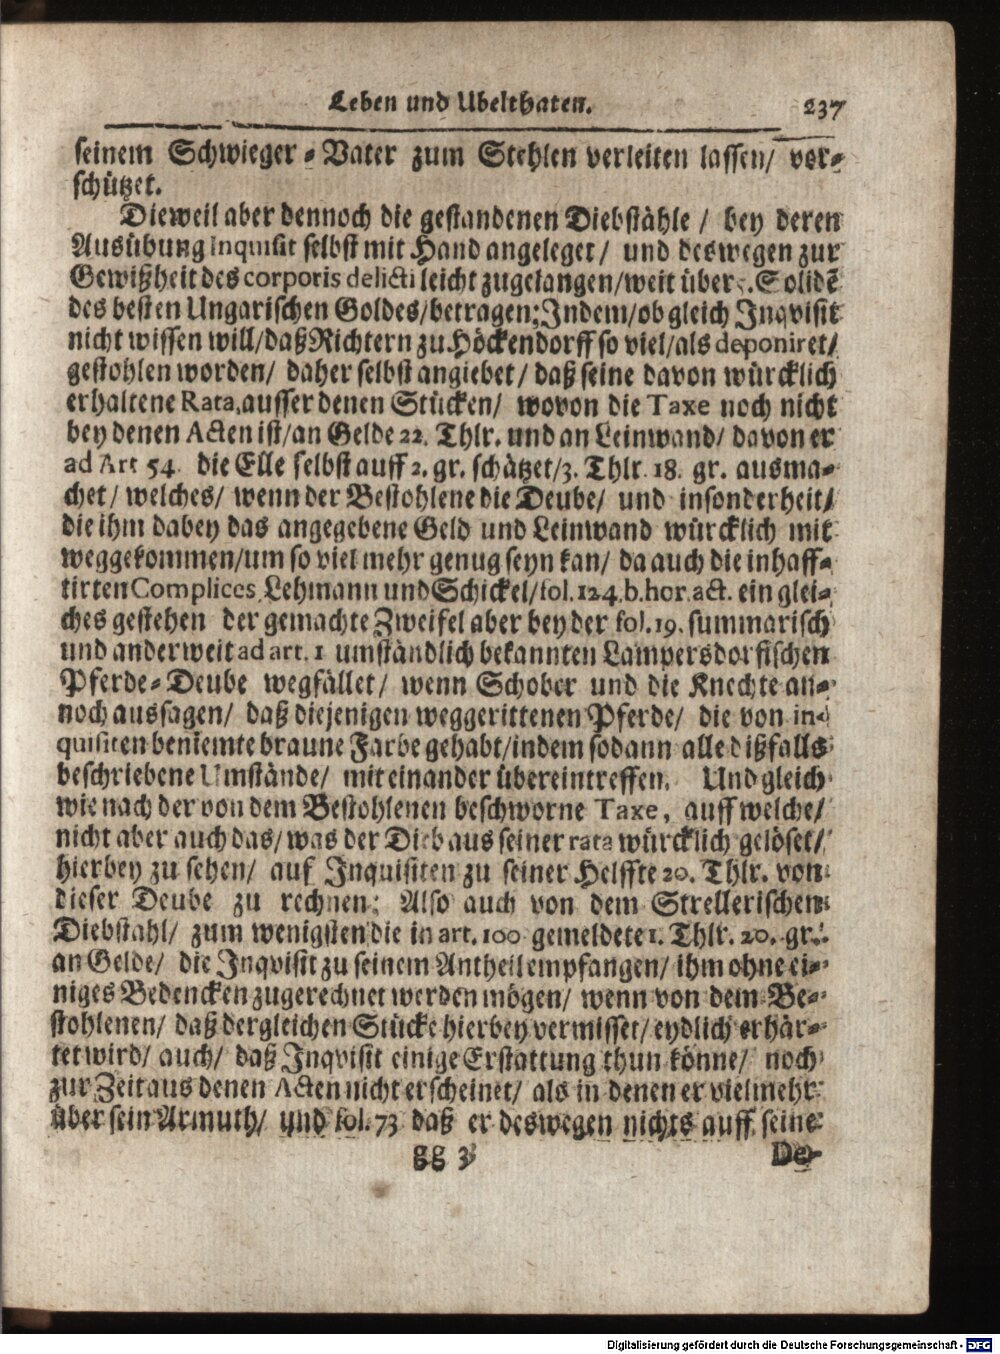 Leben und Ubelthaten. 237
seinem Schwieger-Vater zum Stehlen verleiten lassen/ vor-
schützet.
Dieweil aber dennoch die gestandenen Diebstähle / bey deren
Ausübung Inquisit selbst mit Hand angeleget / und deswegen zur
Gewißheit des corporis delicti leicht zugelangen/weit über 5. Solidē
des besten Ungarischen Goldes/betragen; Indem/ob gleich Inqvisit
nicht wissen will/daß Richtern zu Höckendorff so viel/als deponiret/
gestohlen worden/ daher selbst angiebet / daß seine davon würcklich
erhaltene Rata, ausser denen Stücken/ wovon die Taxe noch nicht
bey denen Acten ist/an Gelde 22. Thlr. und an Leinwand/ davon er
ad Art 54. die Elle selbst auff 2. gr. schätzet/3. Thlr. 18. gr. ausma-
chet / welches/ wenn der Bestohlene die Deube/ und insonderheit/
die ihm dabey das angegebene Geld und Leinwand würcklich mit
weggekommen/um so viel mehr genug seyn kan/ da auch die inhaff-
tirten Complices, Lehmann und Schickel/fol. 124. b. hor. act. ein glei-
ches gestehen der gemachte Zweifel aber bey der fol. 19. summarisch
und anderweit ad art. 1 umständlich bekannten Lampersdorfischen
Pferde-Deube wegfället/ wenn Schober und die Knechte an-
noch aussagen/ daß diejenigen weggerittenen Pferde/ die von in-
quisiten beniemte braune Farbe gehabt/indem sodann alle dißfalls
beschriebene Umstände/ mit einander übereintreffen. Und gleich
wie nach der von dem Bestohlenen beschworne Taxe, auff welche/
nicht aber auch das/ was der Dieb aus seiner rata würcklich gelöset/
hierbey zu sehen/ auf Inquisiten zu seiner Helffte 20. Thlr. von
dieser Deube zu rechnen; Also auch von dem Strellerischen
Diebstahl/ zum wenigsten die in art. 100 gemeldete 1. Thlr. 20. gr.
an Gelde/ die Inqvisit zu seinem Antheil empfangen/ ihm ohne ei-
niges Bedencken zugerechnet werden mögen/ wenn von dem Be-
stohlenen/ daß dergleichen Stücke hierbey vermisset/ eydlich erhär-
tet wird/ auch/ daß Inqvisit einige Erstattung thun könne/ noch
zur Zeit aus denen Acten nicht erscheinet/ als in denen er vielmehr
über sein Armuth/ und fol. 73 daß er deswegen nichts auff seine
gg 3 De-
Digitalisierung gefördert durch die Deutsche Forschungsgemeinschaft - DFG